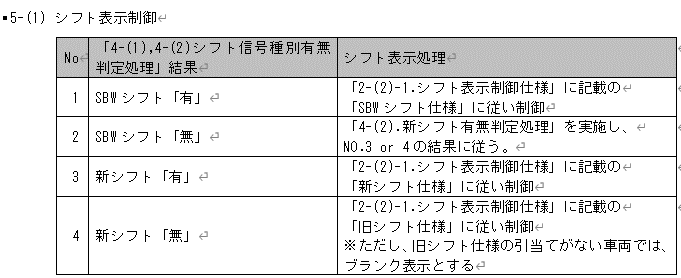 ▪5-(1) シフト表示制御↵
No 「4-(1),4-(2)シフト信号種別有無判定処理」結果↵ シフト表示処理↵
1 SBWシフト「有」↵ 「2-(2)-1.シフト表示制御仕様」に記載の↵
「SBWシフト仕様」に従い制御↵
2 SBWシフト「無」↵ 「4-(2).新シフト有無判定処理」を実施し、↵
NO.3 or 4の結果に従う。↵
3 新シフト「有」↵ 「2-(2)-1.シフト表示制御仕様」に記載の↵
「新シフト仕様」に従い制御↵
4 新シフト「無」↵ 「2-(2)-1.シフト表示制御仕様」に記載の↵
「旧シフト仕様」に従い制御↵
※ただし、旧シフト仕様の引当てがない車両では、
ブランク表示とする↵